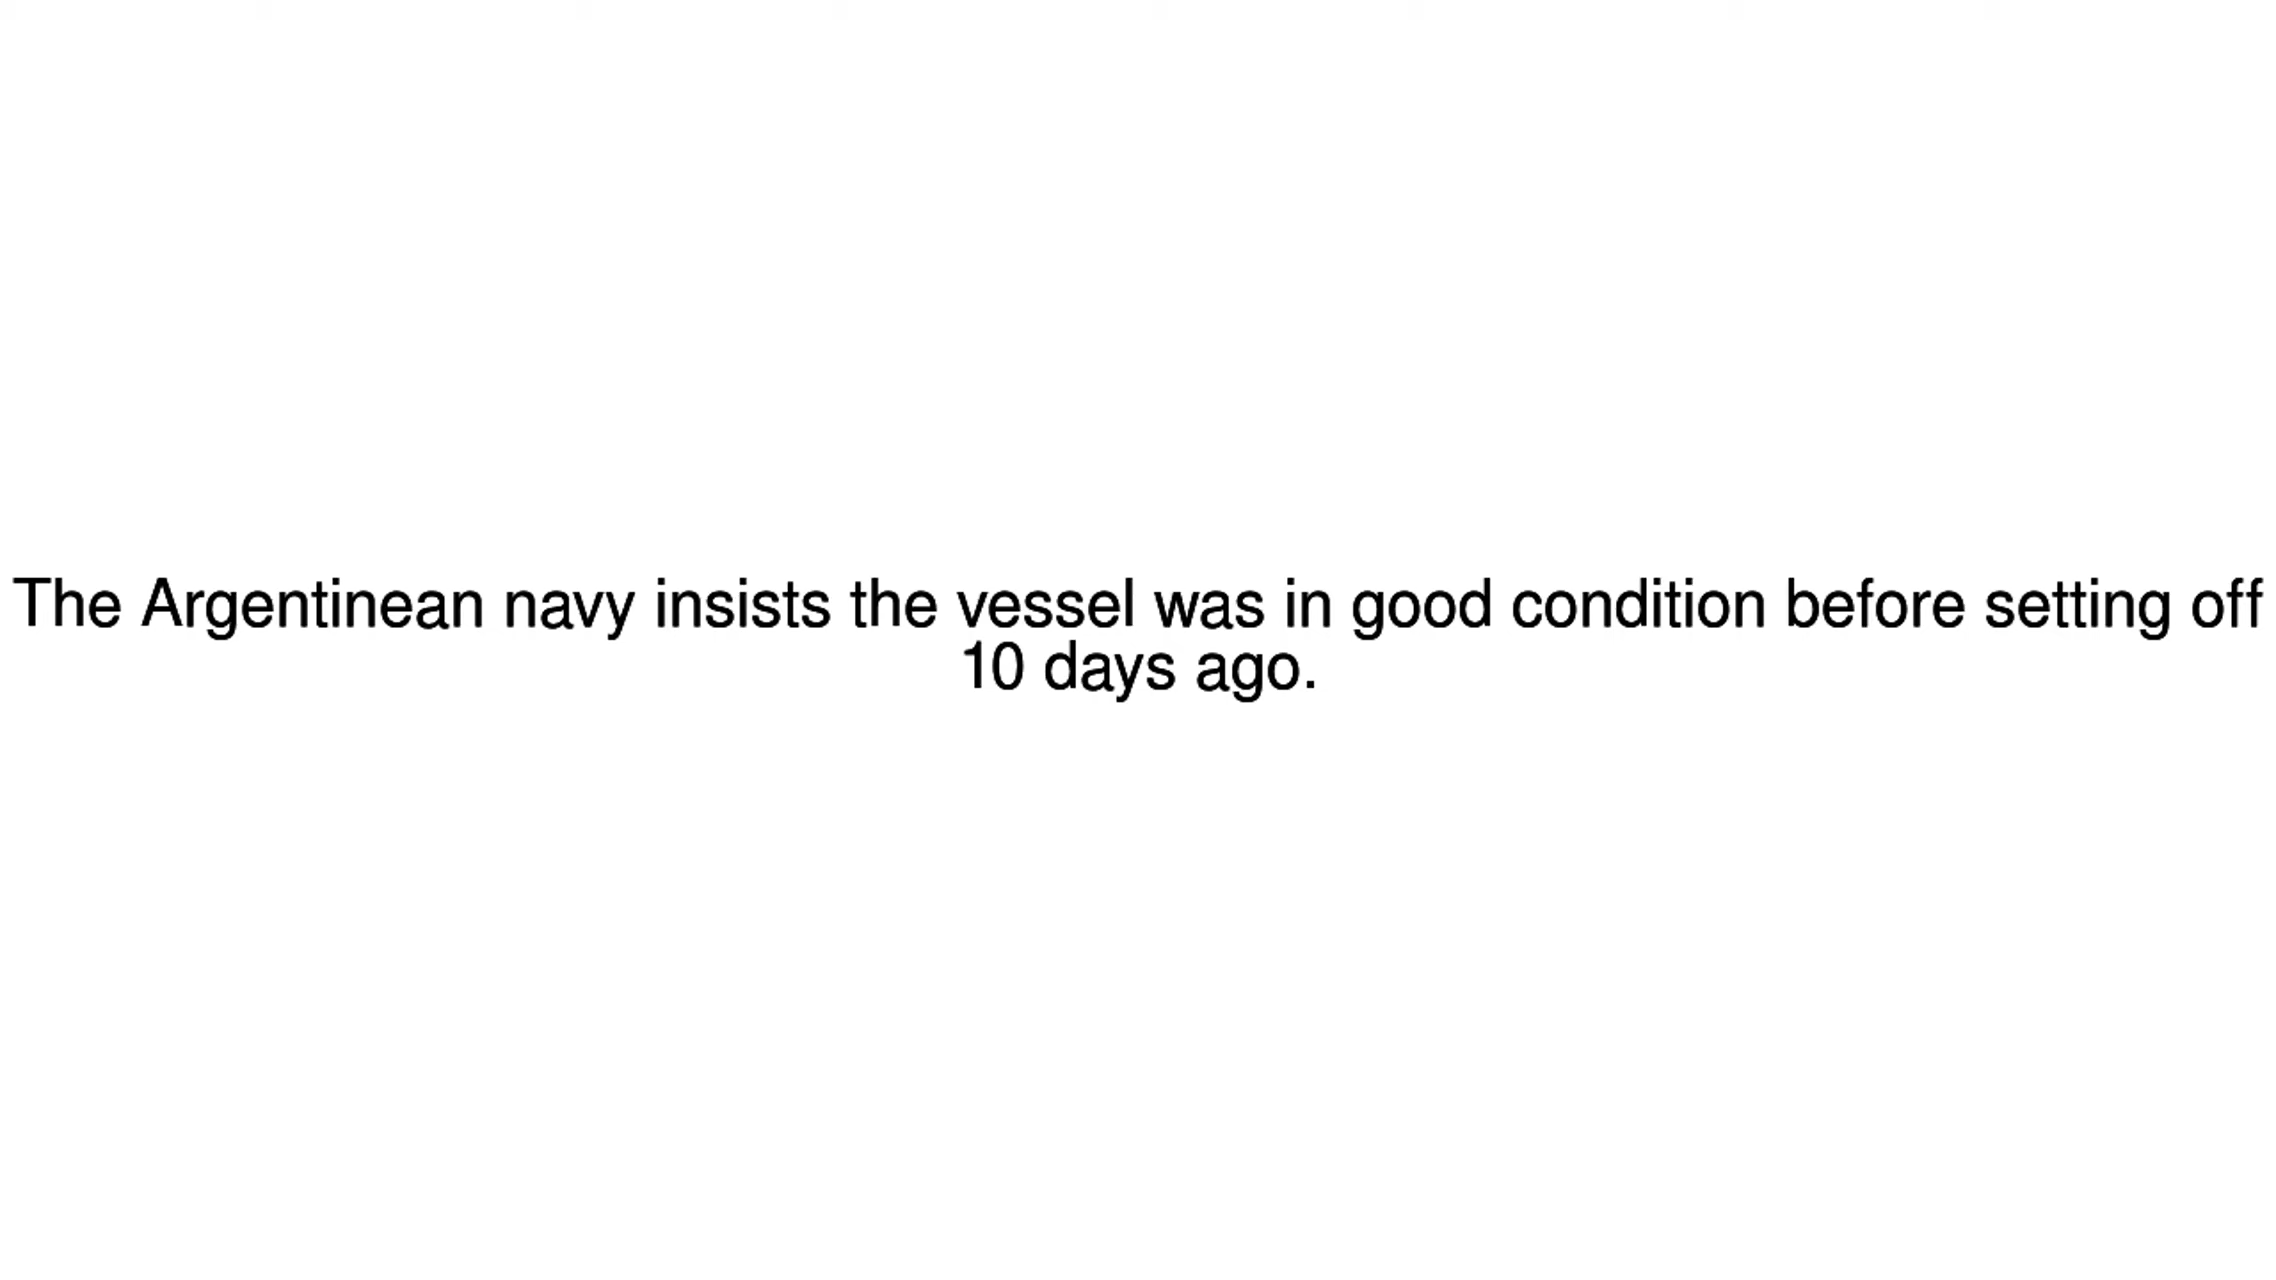 The Argentinean navy insists the vessel was in good condition before setting off
10 days ago.